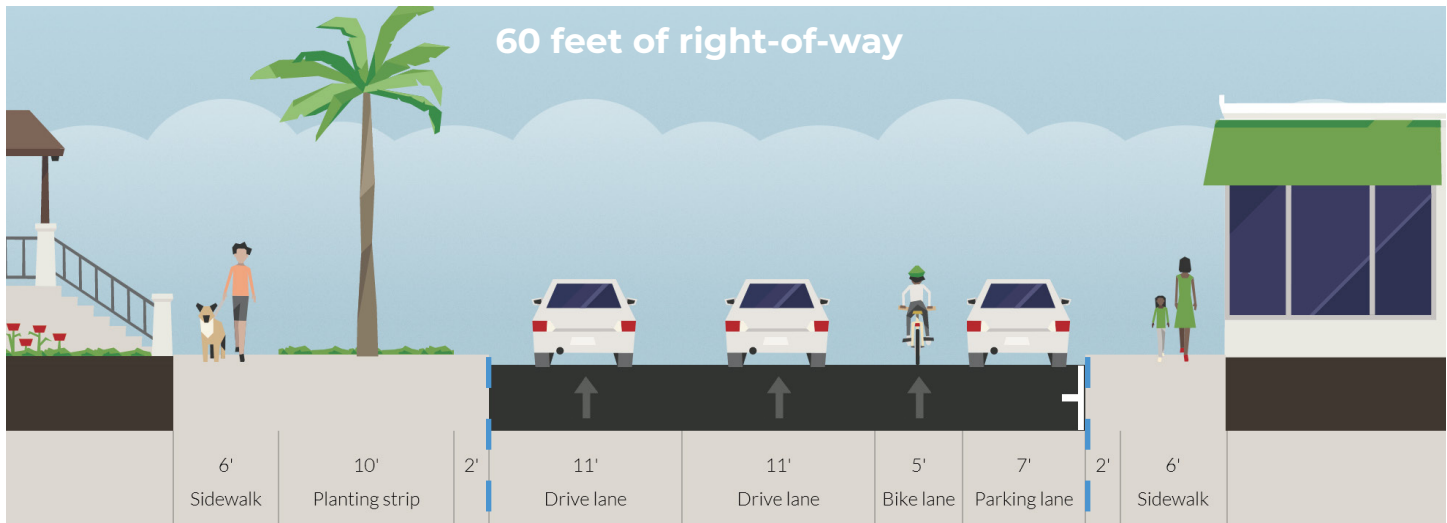 60 feet of right-of-way
6' 10' 2' 11' 11' 5' 7' 2' 6'
Sidewalk Planting strip Drive lane Drive lane Bike lane Parking lane Sidewalk